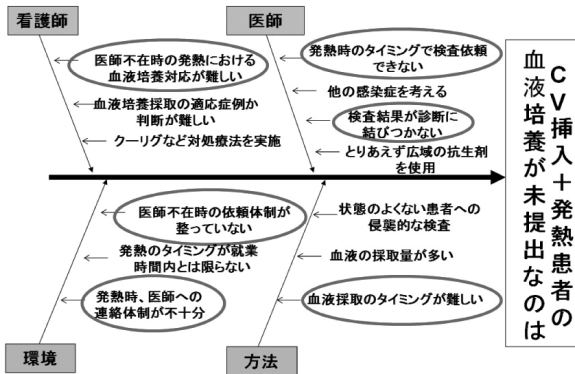 看護師
医師不在時の発熱における
血液培養対応が難しい
血液培養採取の適応症例か
判断が難しい
クーリグなど対処療法を実施
医師
発熱時のタイミングで検査依頼
できない
他の感染症を考える
検査結果が診断に
結びつかない
とりあえず広域の抗生剤
を使用
CV挿入＋発熱患者の
血液培養が未提出なのは
医師不在時の依頼体制が
整っていない
発熱のタイミングが就業
時間内とは限らない
発熱時、医師への
連絡体制が不十分
環境
状態のよくない患者への
侵襲的な検査
血液の採取量が多い
血液採取のタイミングが難しい
方法